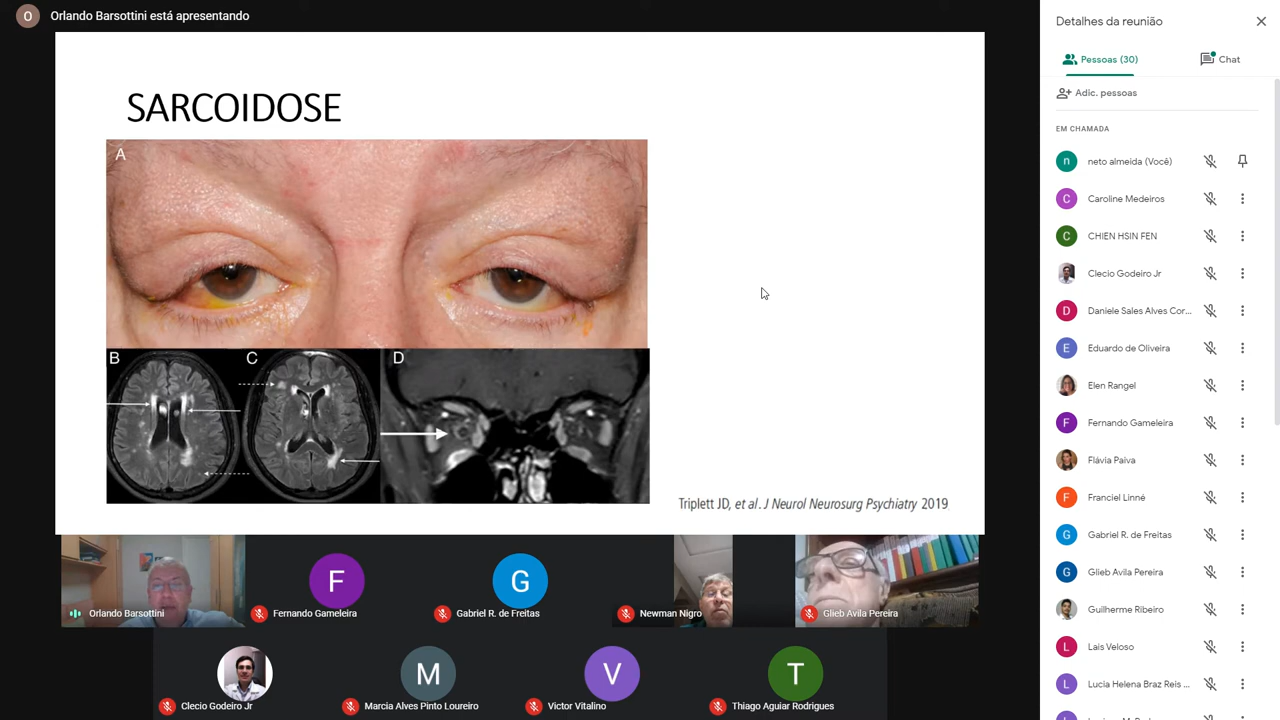 O
Orlando Barsottini está apresentando
SARCOIDOSE
A
B
C
D
Triplett JD, et al. J Neurol Neurosurg Psychiatry 2019
Orlando Barsottini
F
Fernando Gameleira
G
Gabriel R. de Freitas
Newman Nigro
Glieb Avila Pereira
Clecio Godeiro Jr
M
Marcia Alves Pinto Loureiro
V
Victor Vitalino
T
Thiago Aguiar Rodrigues
Detalhes da reunião
Pessoas (30)
Chat
Adic. pessoas
EM CHAMADA
n neto almeida (Você)
C Caroline Medeiros
C CHIEN HSIN FEN
Clecio Godeiro Jr
D Daniele Sales Alves Cor...
E Eduardo de Oliveira
Elen Rangel
F Fernando Gameleira
Flávia Paiva
F Franciel Linné
G Gabriel R. de Freitas
G Glieb Avila Pereira
Guilherme Ribeiro
L Lais Veloso
L Lucia Helena Braz Reis ...